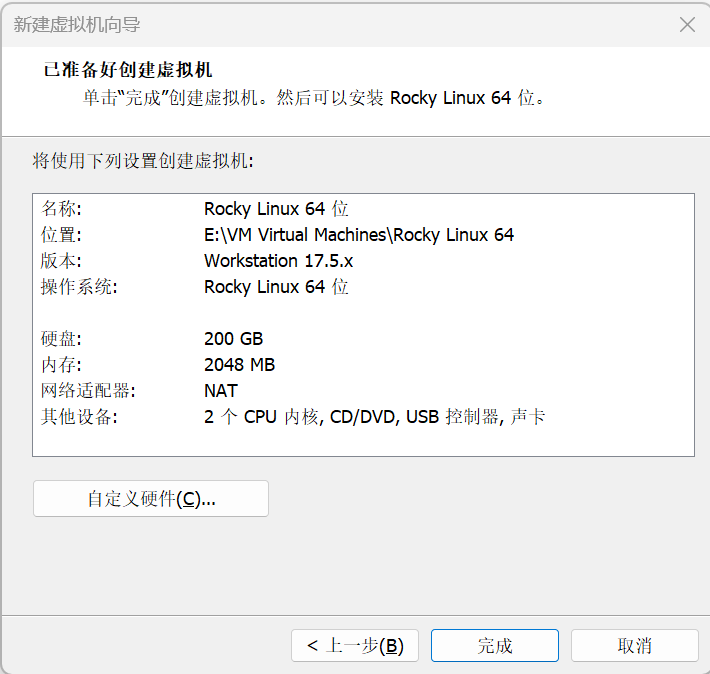 新建虚拟机向导
已准备好创建虚拟机
单击“完成”创建虚拟机。然后可以安装 Rocky Linux 64 位。
将使用下列设置创建虚拟机:
名称: Rocky Linux 64 位
位置: E:\VM Virtual Machines\Rocky Linux 64
版本: Workstation 17.5.x
操作系统: Rocky Linux 64 位
硬盘: 200 GB
内存: 2048 MB
网络适配器: NAT
其他设备: 2 个 CPU 内核, CD/DVD, USB 控制器, 声卡
自定义硬件(C)...
< 上一步(B) 完成 取消